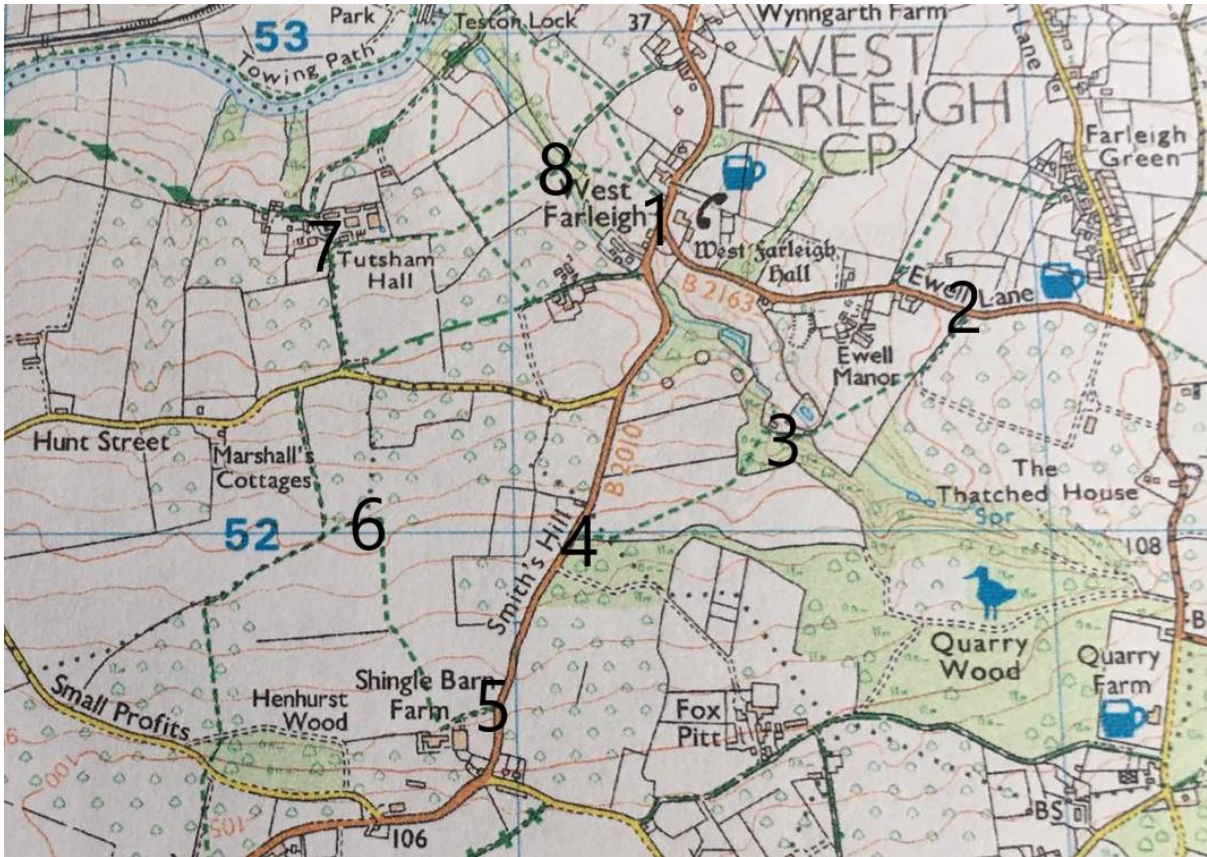 Park
Teston Lock
37
Wynngarth Farm
Lane
53
Towing Path
WEST
FARLEIGH
CP
Farleigh
Green
8
West
Farleigh
1
7
Tutsham
Hall
West Farleigh
Hall
B 2163
Ewell Lane
2
Ewell
Manor
Hunt Street
Marshall's
Cottages
B 2010
3
The
Thatched House
Spr
6
52
4
Smith's Hill
108
Quarry
Wood
Quarry
Farm
Small Profits
Henhurst
Wood
Shingle Barn
Farm
5
Fox
Pitt
100
105
106
BS